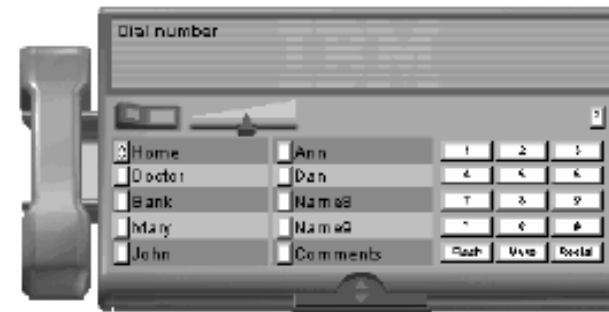 Dial number
IBM
?
Home Ann 1 2 3
Doctor Dan 4 5 6
Bank Name8 7 8 9
Mary Name9 * 0 #
John Comments Flash Redial